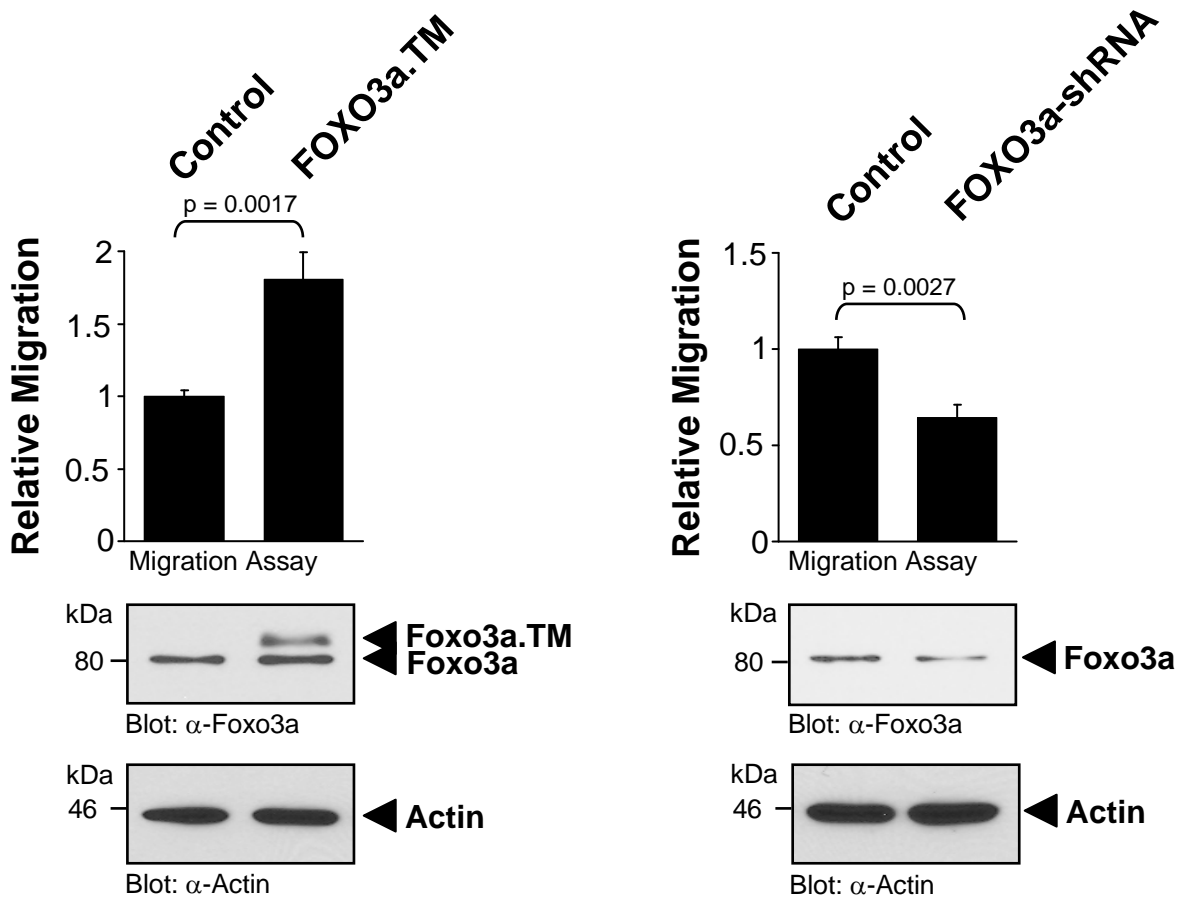 Control
FOXO3a.TM
p = 0.0017
Relative Migration
2
1.5
1
0.5
0
Migration Assay
kDa
80
Foxo3a.TM
Foxo3a
Blot: α-Foxo3a
kDa
46
Actin
Blot: α-Actin
Control
FOXO3a-shRNA
p = 0.0027
Relative Migration
1.5
1
0.5
0
Migration Assay
kDa
80
Foxo3a
Blot: α-Foxo3a
kDa
46
Actin
Blot: α-Actin